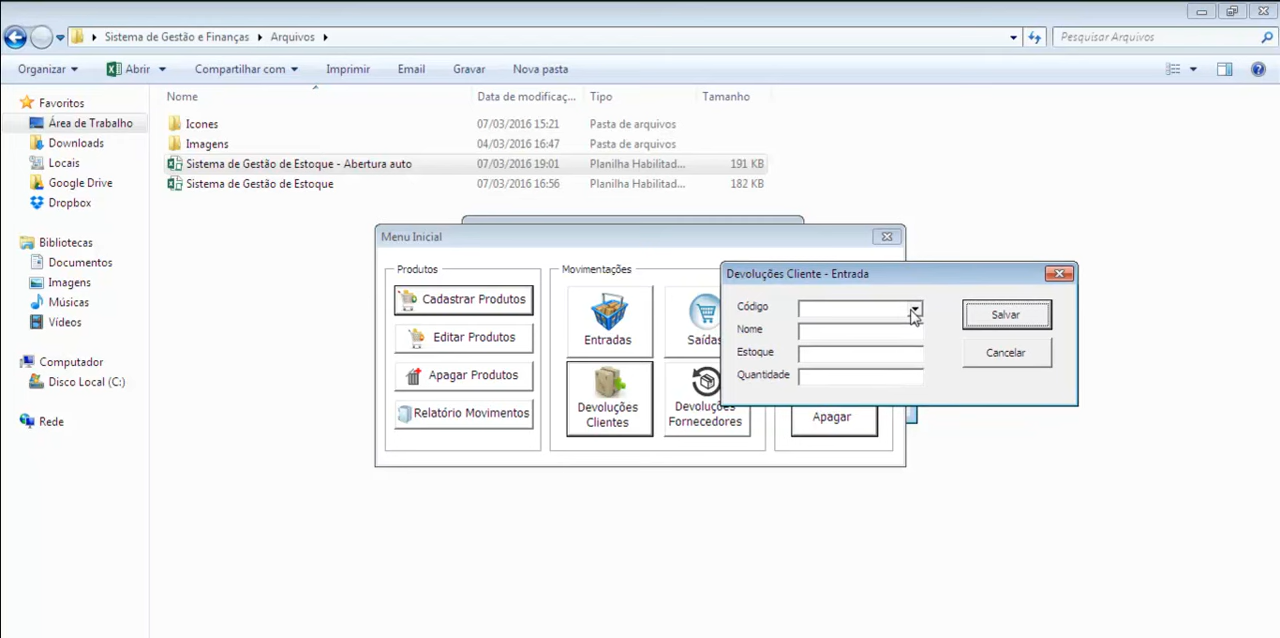 Sistema de Gestão e Finanças Arquivos
Pesquisar Arquivos
Organizar Abrir Compartilhar com Imprimir Email Gravar Nova pasta
Nome Data de modificaç... Tipo Tamanho
Favoritos
Área de Trabalho
Downloads
Locais
Google Drive
Dropbox
Bibliotecas
Documentos
Imagens
Músicas
Vídeos
Computador
Disco Local (C:)
Rede
Icones 07/03/2016 15:21 Pasta de arquivos
Imagens 04/03/2016 16:47 Pasta de arquivos
Sistema de Gestão de Estoque - Abertura auto 07/03/2016 19:01 Planilha Habilitad... 191 KB
Sistema de Gestão de Estoque 07/03/2016 16:56 Planilha Habilitad... 182 KB
Menu Inicial
Produtos
Cadastrar Produtos
Editar Produtos
Apagar Produtos
Relatório Movimentos
Movimentações
Entradas
Saídas
Devoluções
Clientes
Devoluções
Fornecedores
Apagar
Devoluções Cliente - Entrada
Código
Nome
Estoque
Quantidade
Salvar
Cancelar